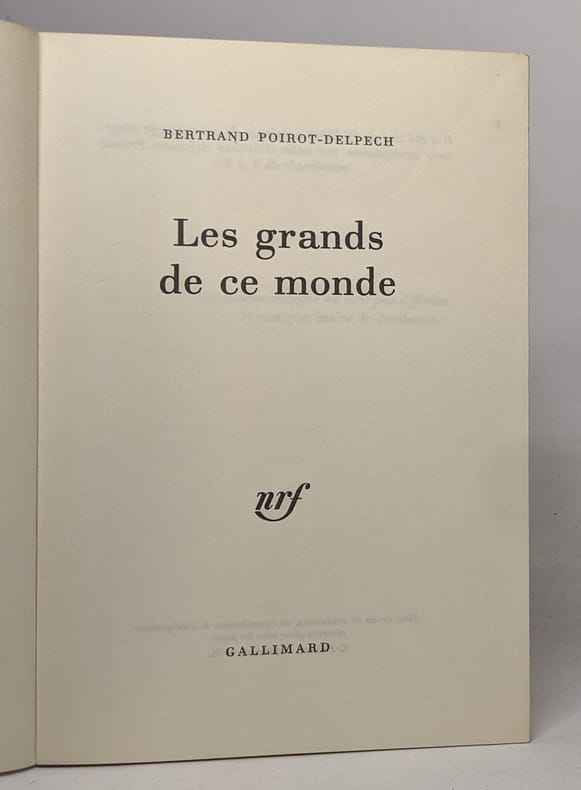 BERTRAND POIROT-DELPECH
Les grands
de ce monde
nrf
GALLIMARD